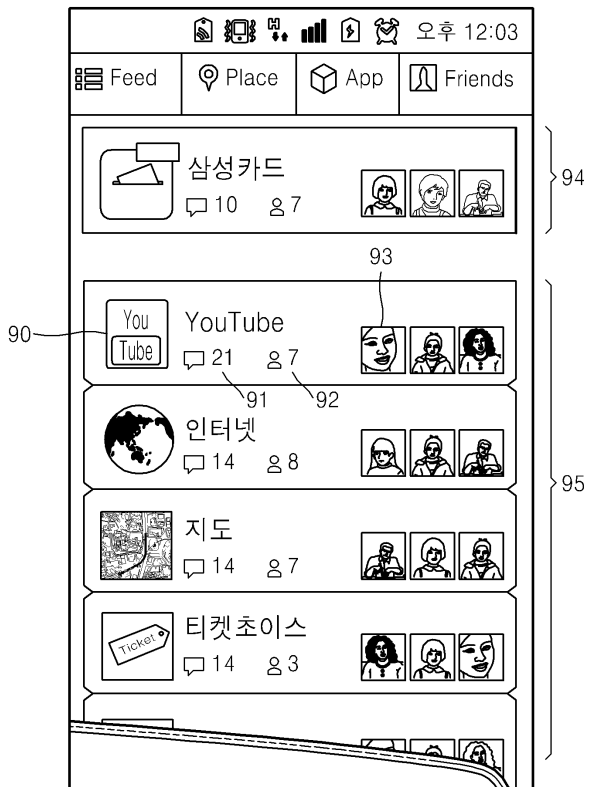 오후 12:03
Feed Place App Friends
삼성카드
10 7
94
93
90
You
Tube
YouTube
21 7
91 92
인터넷
14 8
95
지도
14 7
Ticket
티켓초이스
14 3